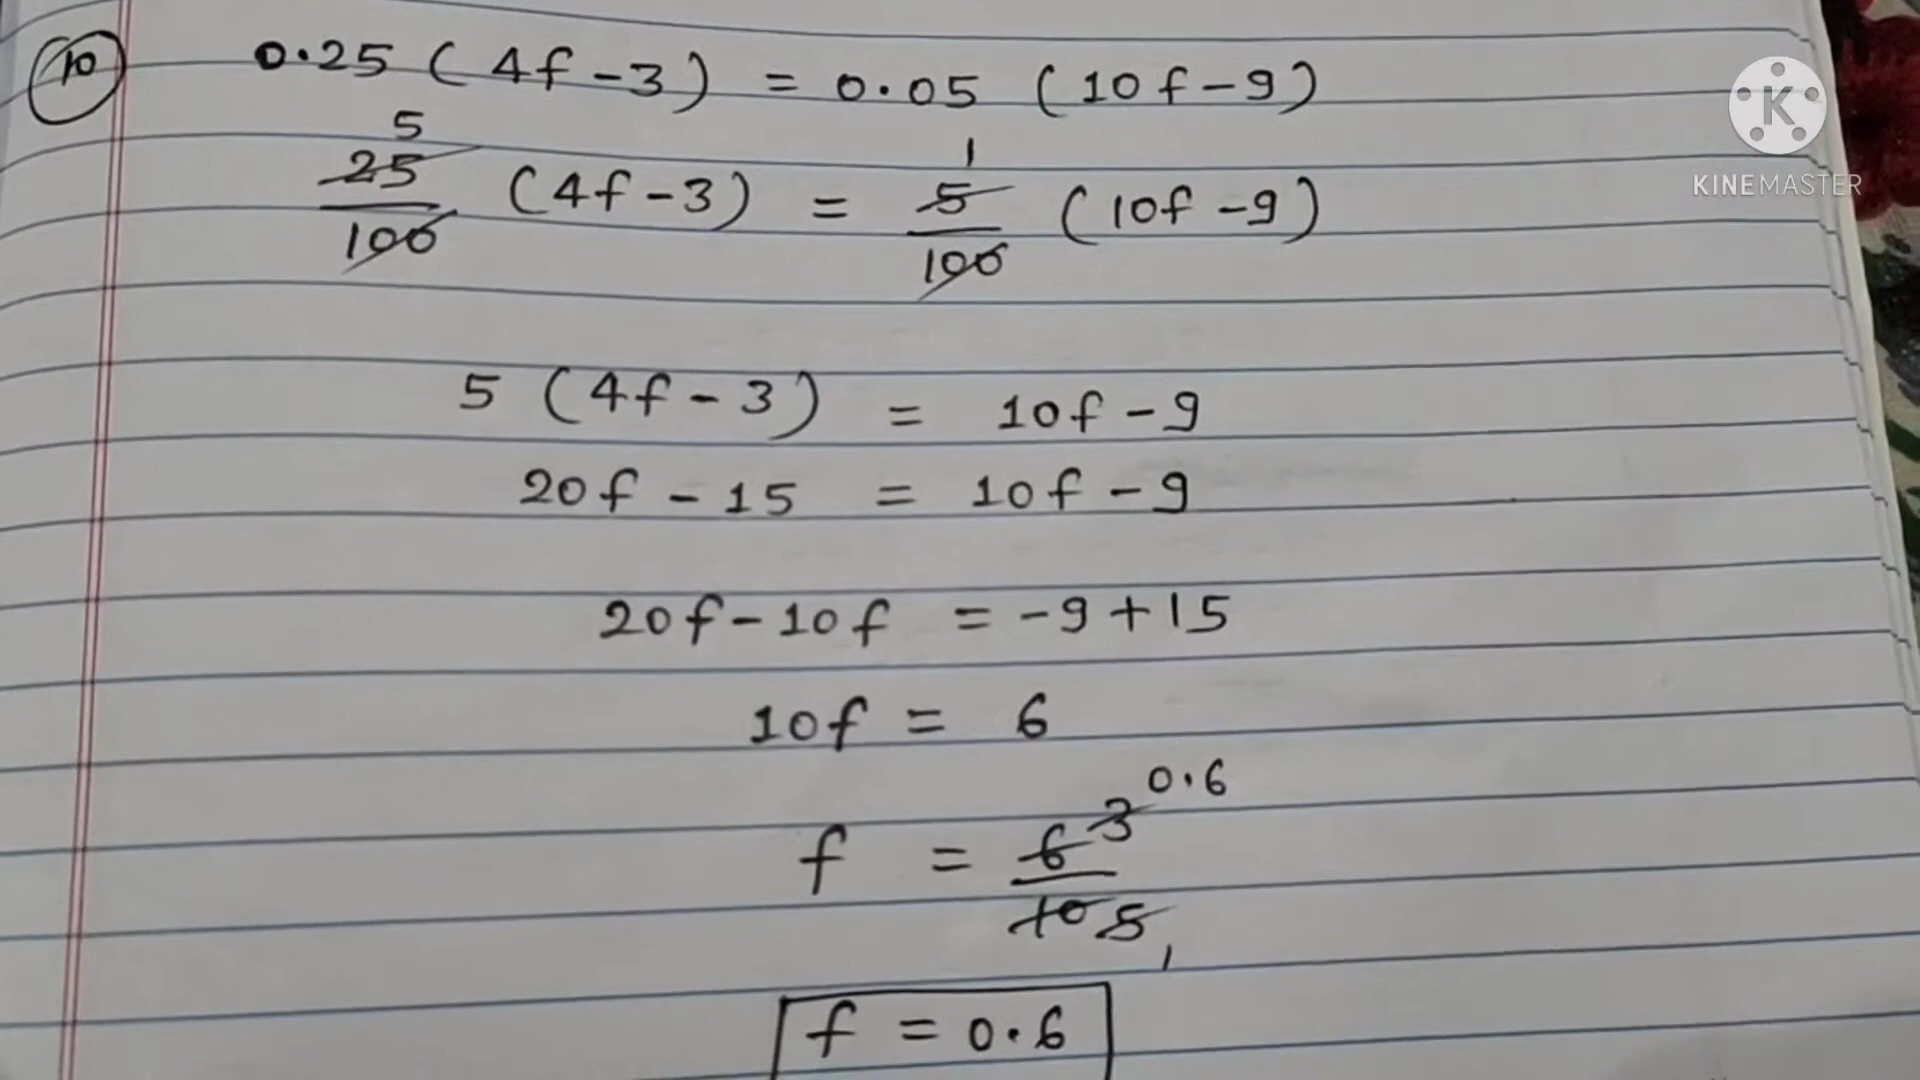 10 0.25 (4f-3) = 0.05 (10f-9)
5 1
25/100 (4f-3) = 5/100 (10f-9)
5 (4f-3) = 10f-9
20f-15 = 10f-9
20f-10f = -9+15
10f = 6
0.6
f = 6 3/10 5
1
f = 0.6
K
KINEMASTER